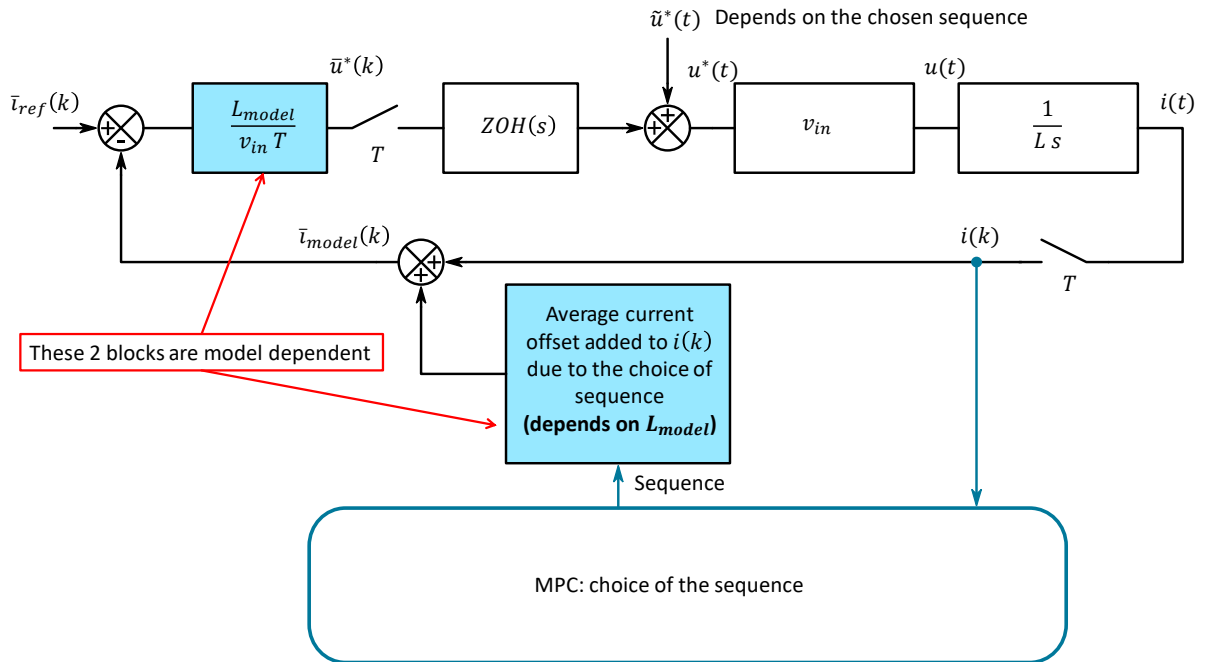 ũ*(t) Depends on the chosen sequence
ī_ref(k)
+
-
L_model
v_in T
ū*(k)
T
ZOH(s)
+
+
u*(t)
v_in
u(t)
1
L s
i(t)
ī_model(k)
+
+
i(k)
T
These 2 blocks are model dependent
Average current
offset added to i(k)
due to the choice of
sequence
(depends on L_model)
Sequence
MPC: choice of the sequence